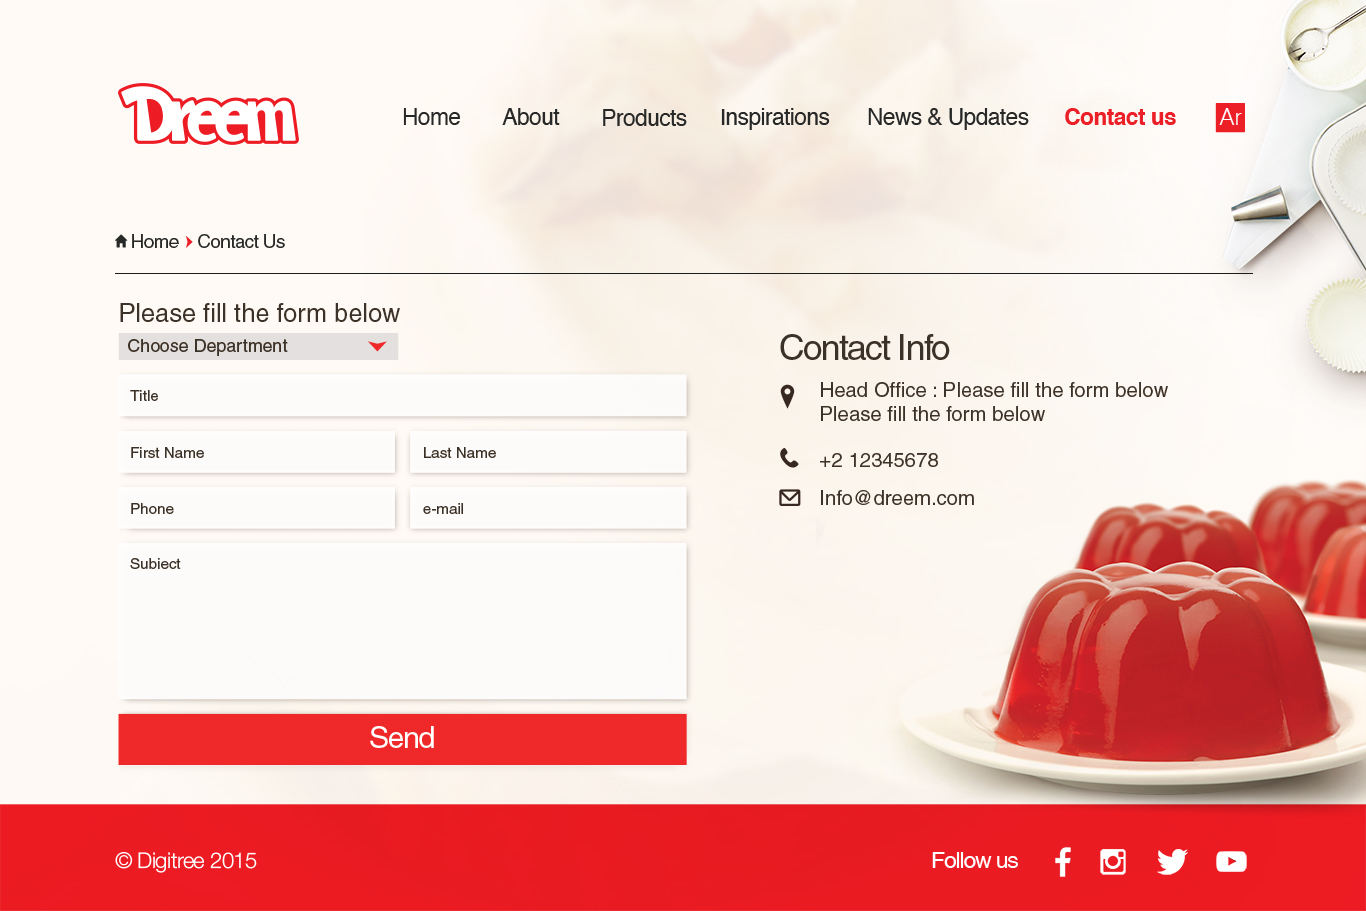 Dreem
Home About Products Inspirations News & Updates Contact us Ar
Home Contact Us
Please fill the form below
Choose Department
Title
First Name Last Name
Phone e-mail
Subiect
Send
Contact Info
Head Office : Please fill the form below
Please fill the form below
+2 12345678
Info@dreem.com
© Digitree 2015
Follow us